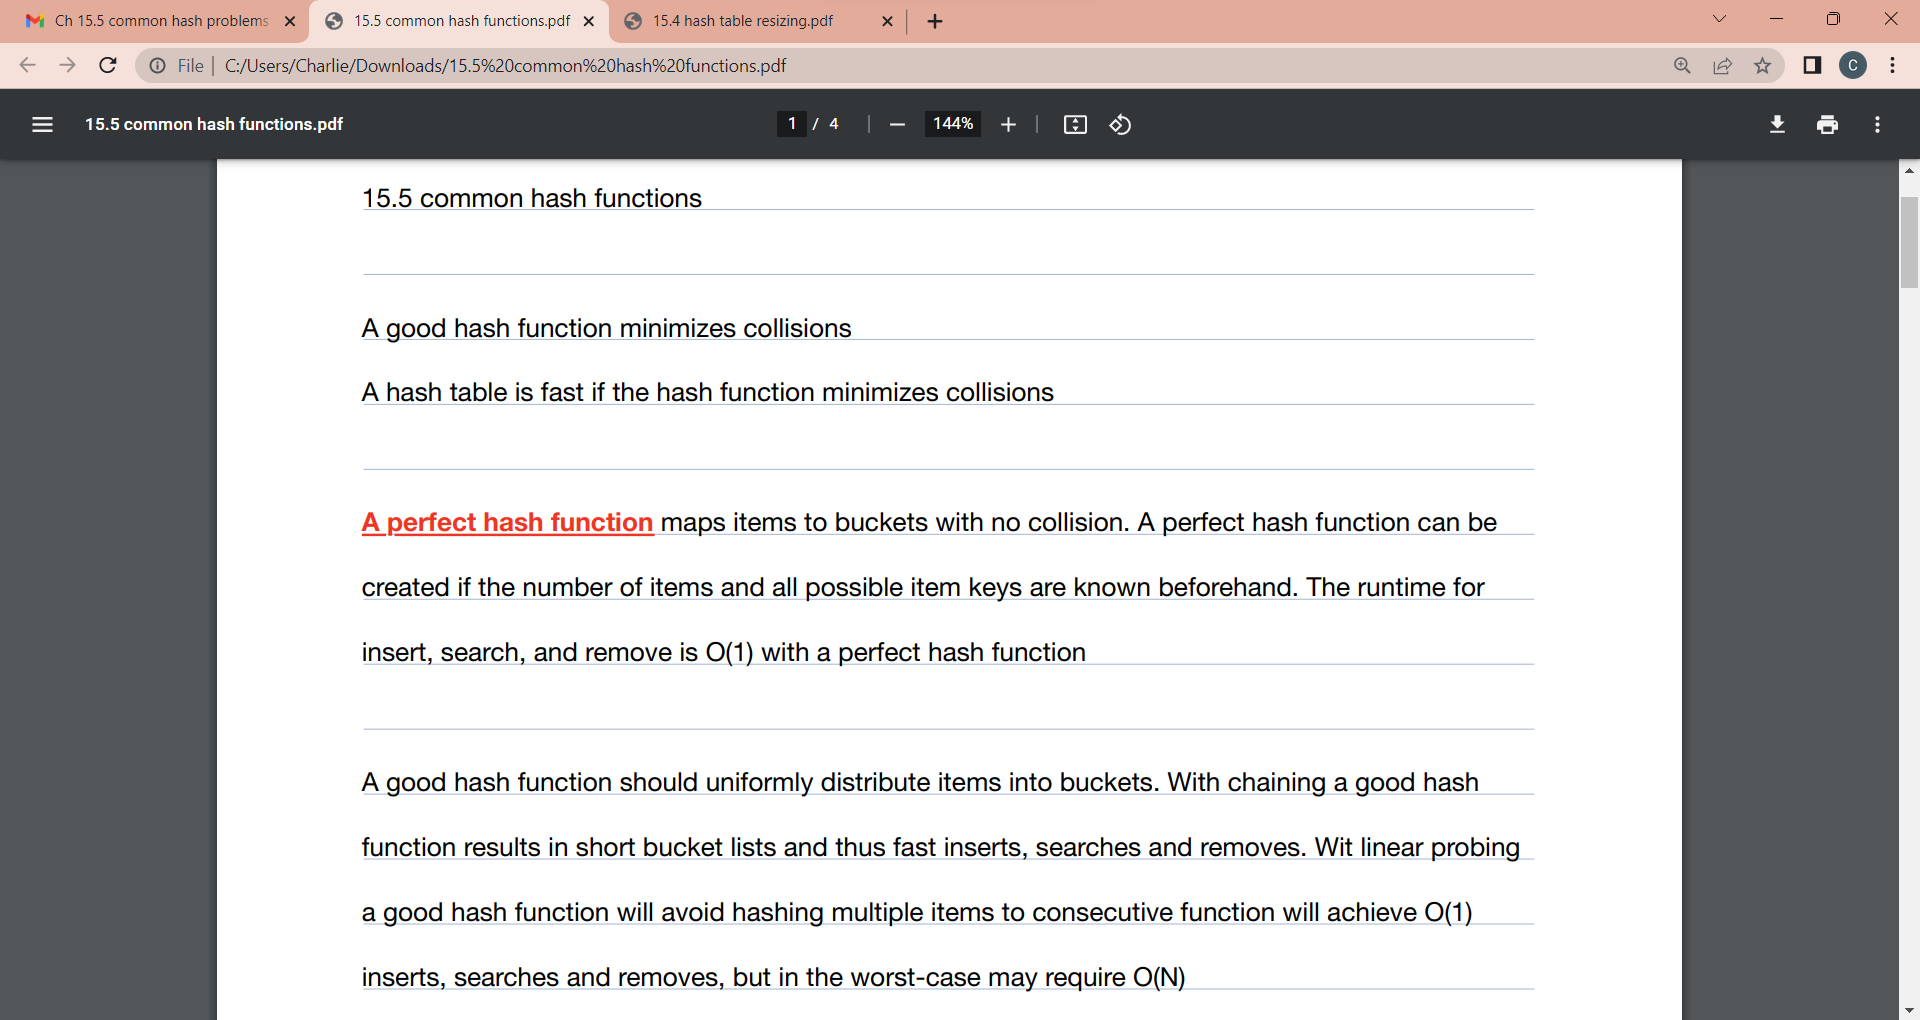 Ch 15.5 common hash problems
15.5 common hash functions.pdf
15.4 hash table resizing.pdf
File
C:/Users/Charlie/Downloads/15.5%20common%20hash%20functions.pdf
C
15.5 common hash functions.pdf
1 / 4
144%
15.5 common hash functions
A good hash function minimizes collisions
A hash table is fast if the hash function minimizes collisions
A perfect hash function maps items to buckets with no collision. A perfect hash function can be
created if the number of items and all possible item keys are known beforehand. The runtime for
insert, search, and remove is O(1) with a perfect hash function
A good hash function should uniformly distribute items into buckets. With chaining a good hash
function results in short bucket lists and thus fast inserts, searches and removes. Wit linear probing
a good hash function will avoid hashing multiple items to consecutive function will achieve O(1)
inserts, searches and removes, but in the worst-case may require O(N)